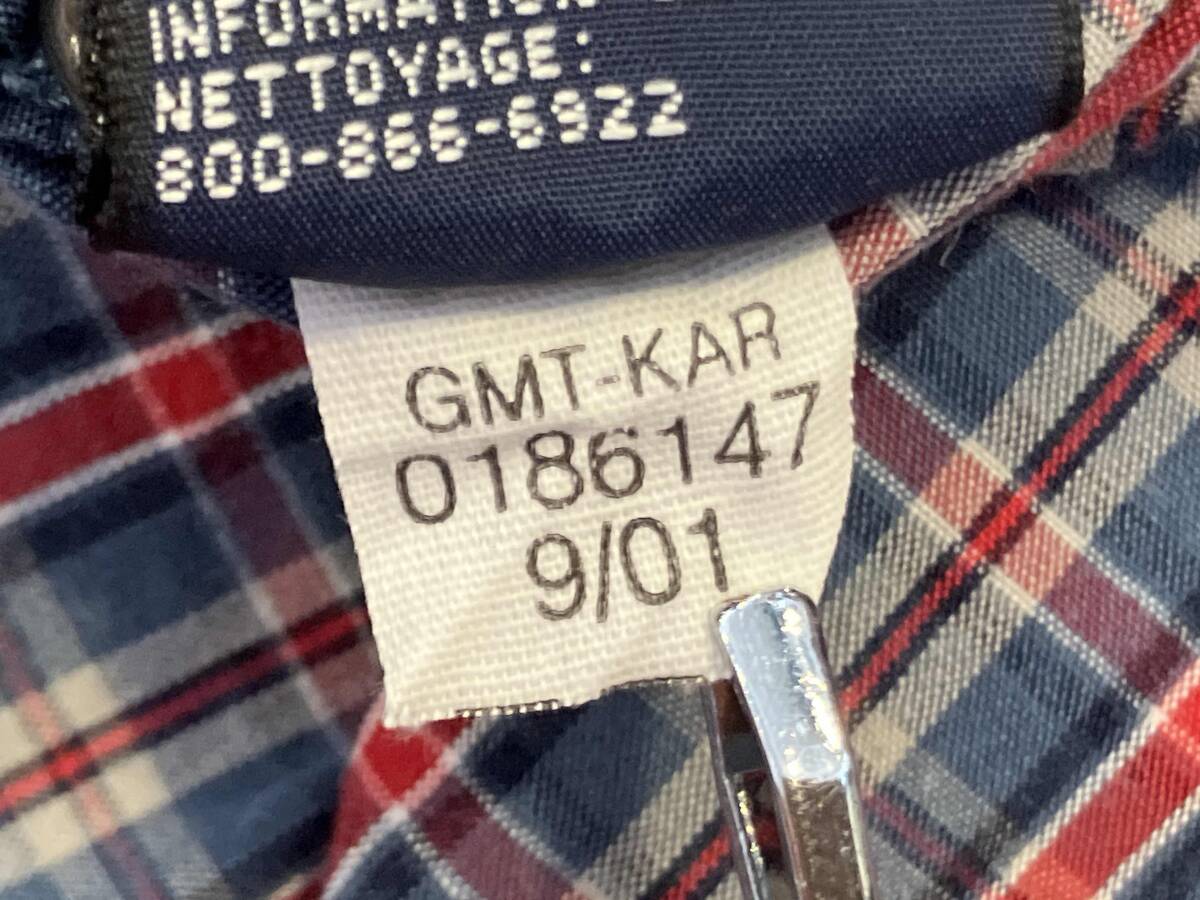 INFORMATION
NETTOYAGE:
800-866-6922
GMT-KAR
0186147
9/01